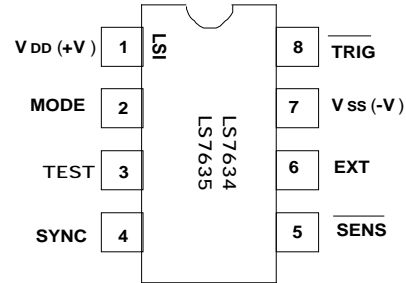 V DD (+V) 1 LSI 8 TRIG
MODE 2 7 V SS (-V)
TEST 3 LS7635 LS7634 6 EXT
SYNC 4 5 SENS